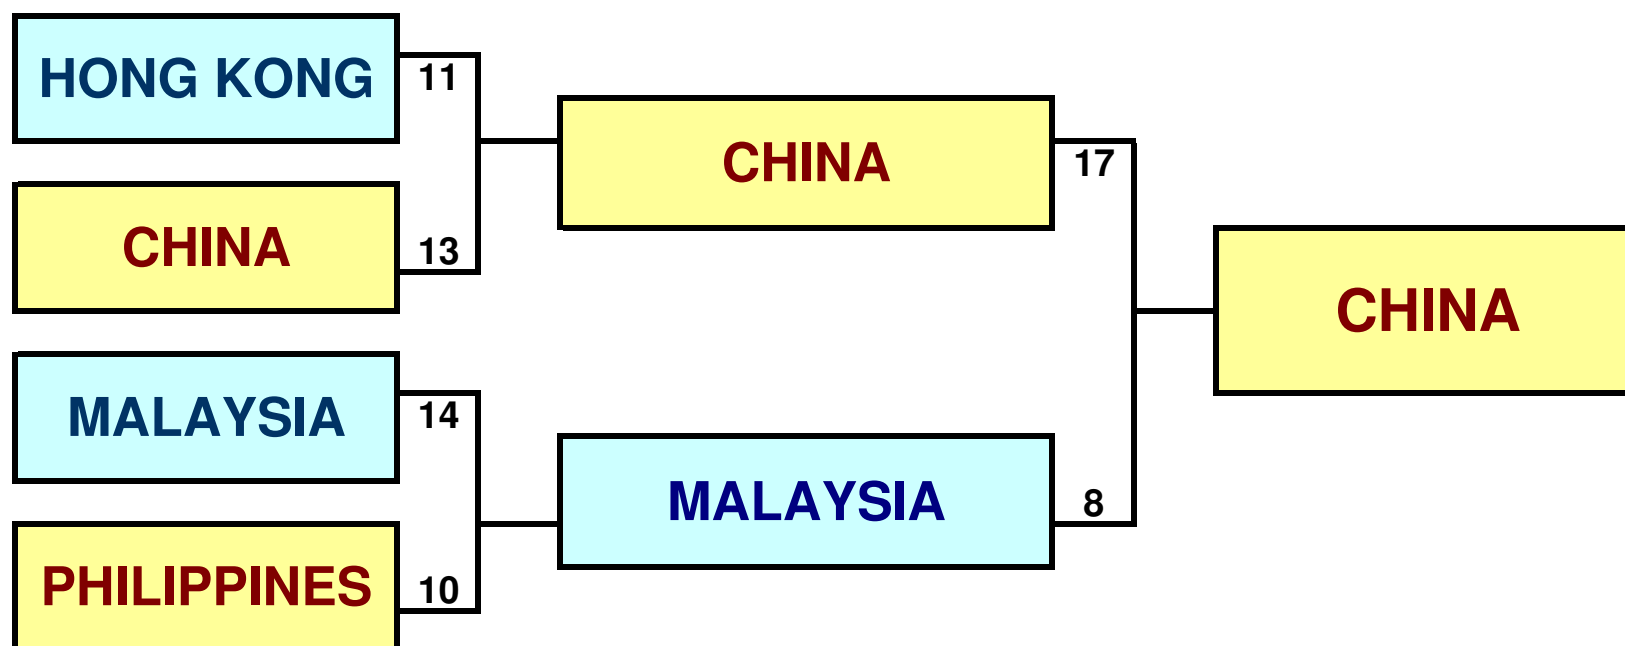 HONG KONG
11
CHINA
13
MALAYSIA
14
PHILIPPINES
10
CHINA
17
MALAYSIA
8
CHINA